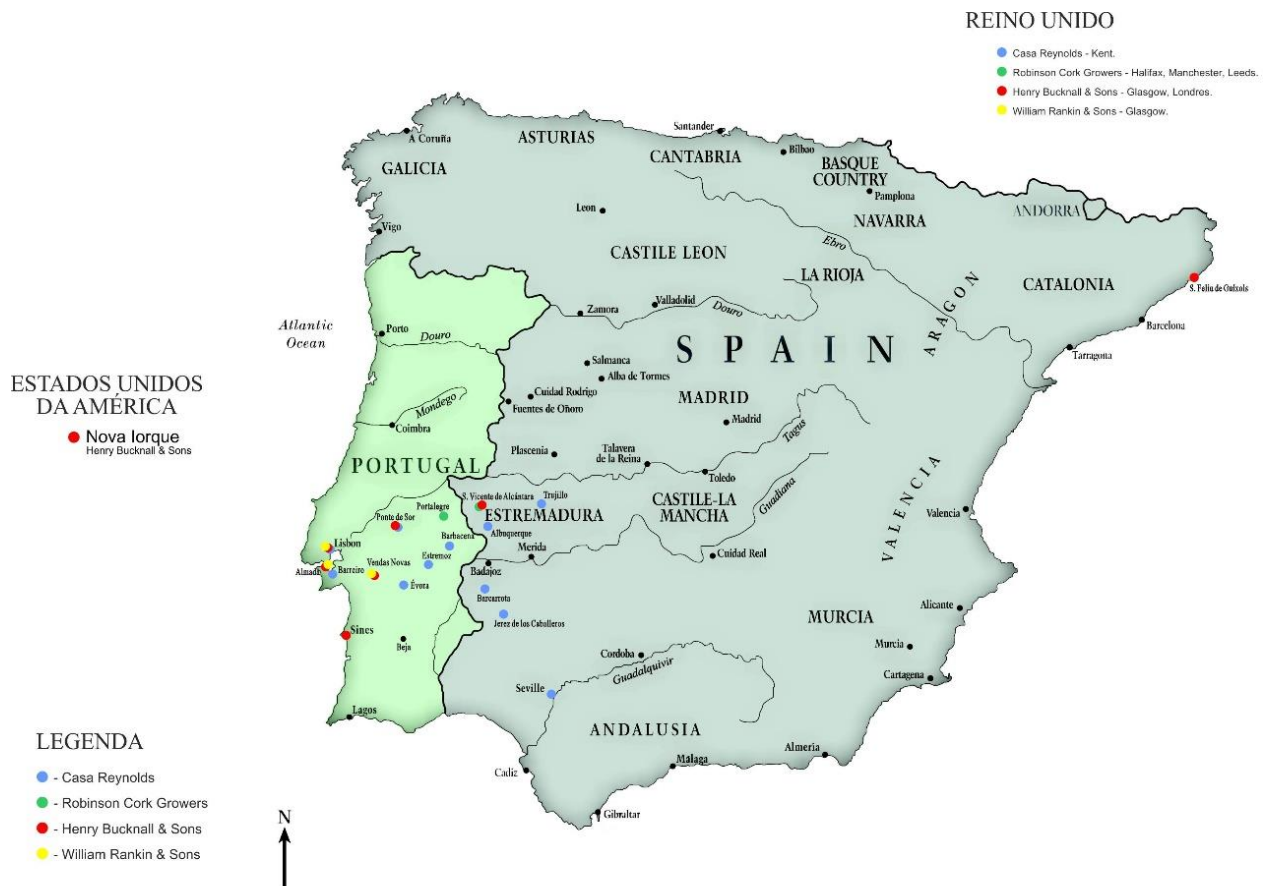 REINO UNIDO
Casa Reynolds - Kent.
Robinson Cork Growers - Halifax, Manchester, Leeds.
Henry Bucknall & Sons - Glasgow, Londres.
William Rankin & Sons - Glasgow.
A Coruña
ASTURIAS
Santander
CANTABRIA
Bilbao
BASQUE
COUNTRY
GALICIA
Pamplona
NAVARRA
ANDORRA
Leon
Vigo
Ebro
CASTILE LEON
LA RIOJA
CATALONIA
S. Feliu de Guixols
ARAGON
Zamora
Valladolid
Douro
Barcelona
Atlantic
Ocean
Porto
Douro
SPAIN
Tarragona
Salmanca
Alba de Tormes
ESTADOS UNIDOS
DA AMÉRICA
Nova Iorque
Henry Bucknall & Sons
Cuidad Rodrigo
Fuentes de Oñoro
MADRID
Madrid
Mondego
Coimbra
Tagus
Plascenia
Talavera
de la Reina
Toledo
PORTUGAL
S. Vicente de Alcántara
Trujillo
CASTILE-LA
MANCHA
Guadiana
VALENCIA
Valencia
Portalegre
Ponte de Sor
ESTREMADURA
Albuquerque
Barbacena
Lisbon
Merida
Cuidad Real
Estremoz
Vendas Novas
Badajoz
Almada
Barreiro
Évora
Barcarrota
Jerez de los Caballeros
Alicante
MURCIA
Sines
Beja
Murcia
Cordoba
Guadalquivir
Cartagena
Seville
Lagos
ANDALUSIA
Almeria
Málaga
Cadiz
Gibraltar
LEGENDA
- Casa Reynolds
- Robinson Cork Growers
- Henry Bucknall & Sons
- William Rankin & Sons
N